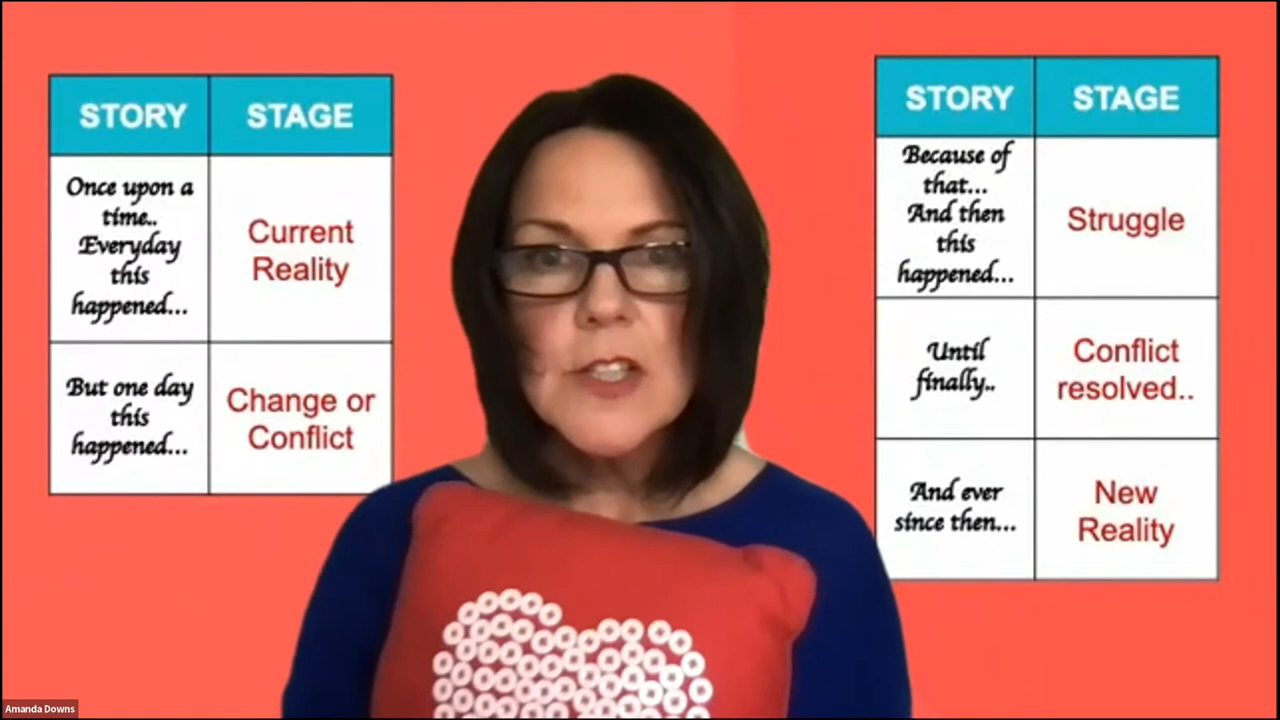 STORY STAGE
Once upon a
time..
Everyday
this
happened...
Current
Reality
But one day
this
happened...
Change or
Conflict
STORY STAGE
Because of
that...
And then
this
happened...
Struggle
Until
finally..
Conflict
resolved..
And ever
since then...
New
Reality
Amanda Downs